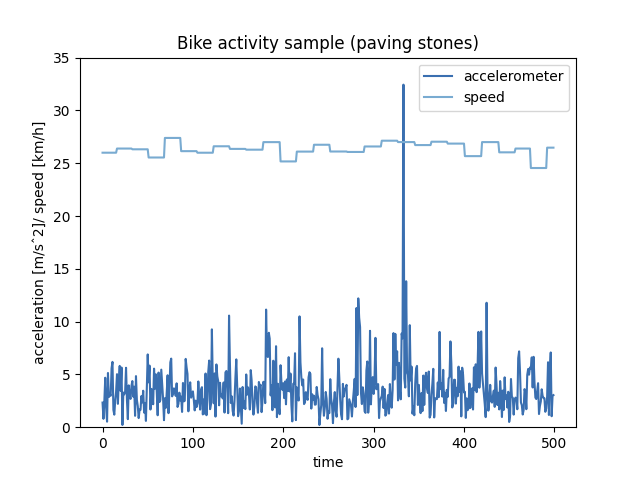 Bike activity sample (paving stones)
accelerometer
speed
acceleration [m/sˆ2]/ speed [km/h]
35
30
25
20
15
10
5
0
0 100 200 300 400 500
time